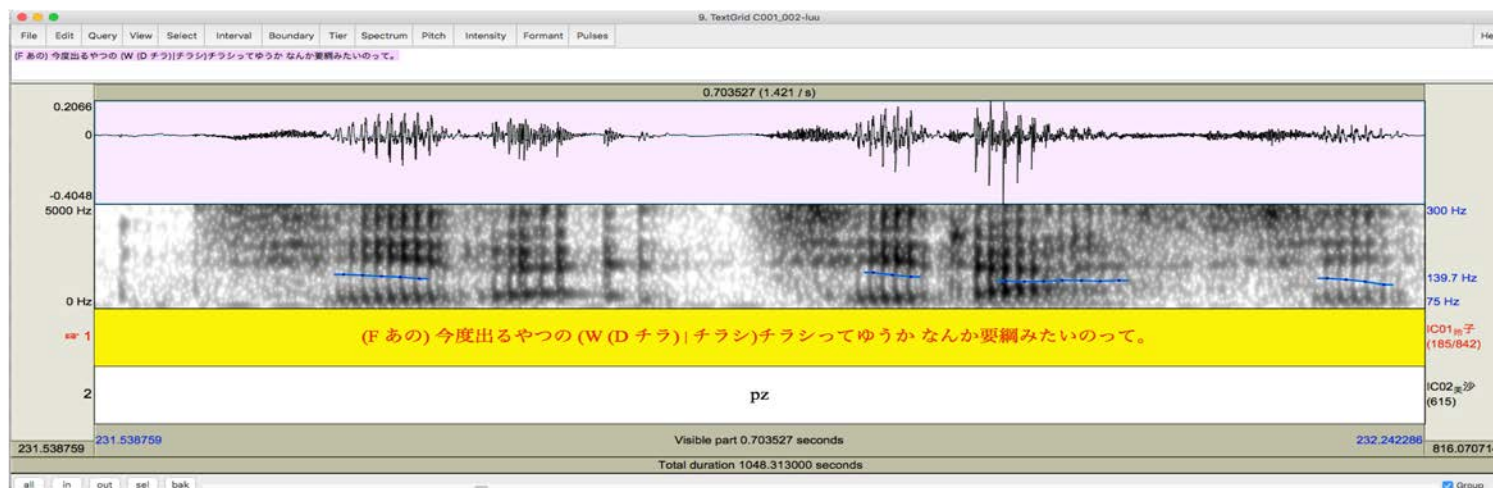 9. TextGrid C001_002-luu
File Edit Query View Select Interval Boundary Tier Spectrum Pitch Intensity Formant Pulses
(F あの) 今度出るやつの (W (D チラ)|チラシ)チラシってゆうか なんか要綱みたいのって。
0.703527 (1.421 / s)
0.2066
0
-0.4048
5000 Hz
300 Hz
139.7 Hz
0 Hz
75 Hz
1
(F あの) 今度出るやつの (W (D チラ)|チラシ)チラシってゆうか なんか要綱みたいのって。
IC01
(185/842)
2
pz
IC02
(615)
231.538759
231.538759
Visible part 0.703527 seconds
232.242286
816.07071
Total duration 1048.313000 seconds
all in out sel bak
Group